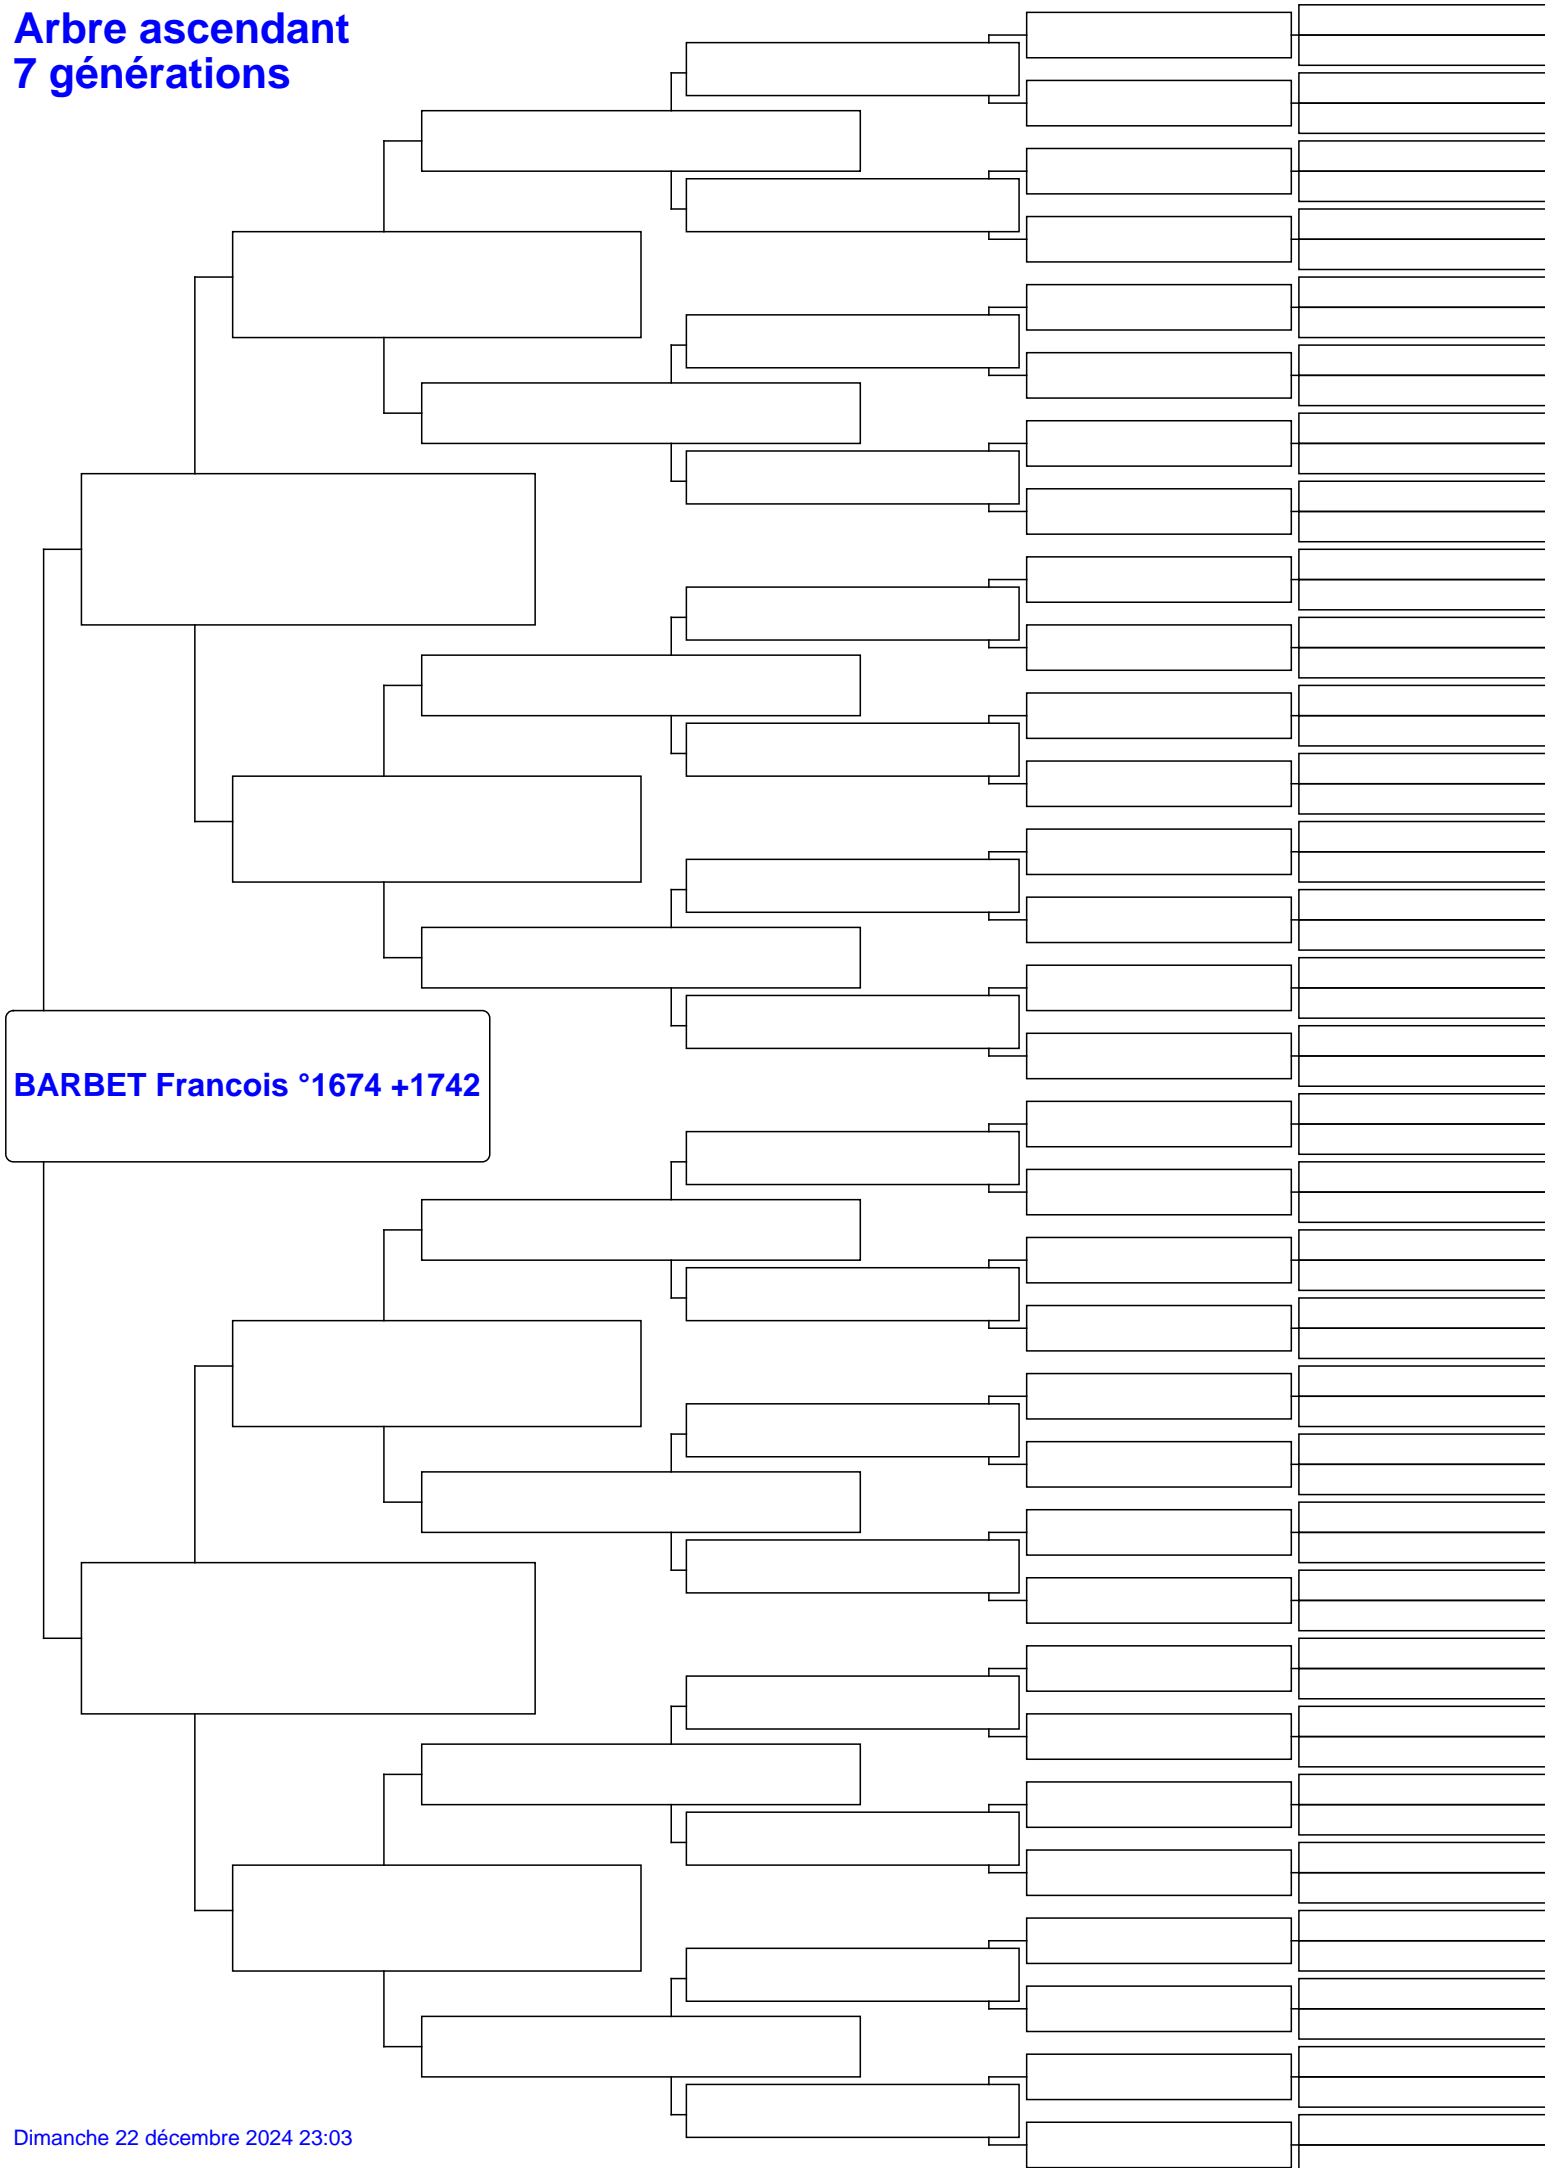 Arbre ascendant
7 générations
BARBET Francois °1674 +1742
Dimanche 22 décembre 2024 23:03